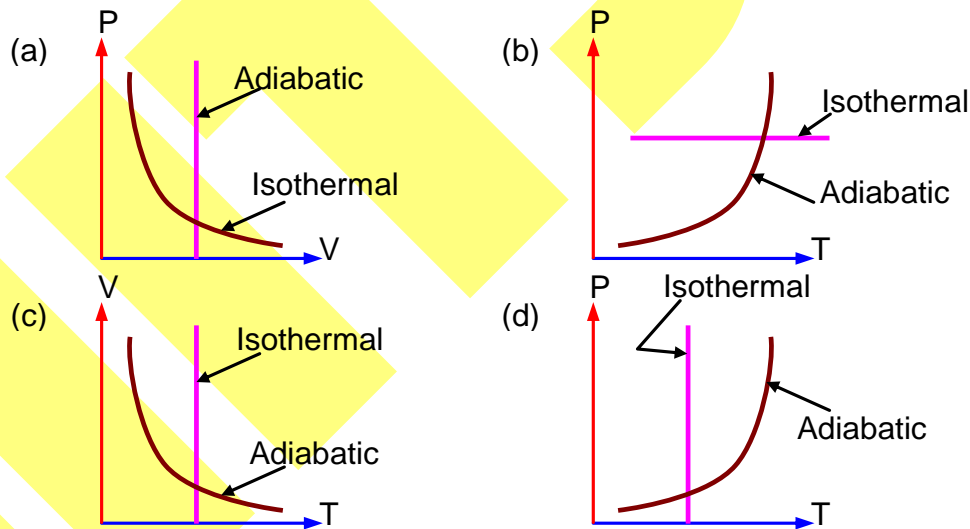 (a)
P
Adiabatic
Isothermal
V
(b)
P
Isothermal
Adiabatic
T
(c)
V
Isothermal
Adiabatic
T
(d)
P
Isothermal
Adiabatic
T